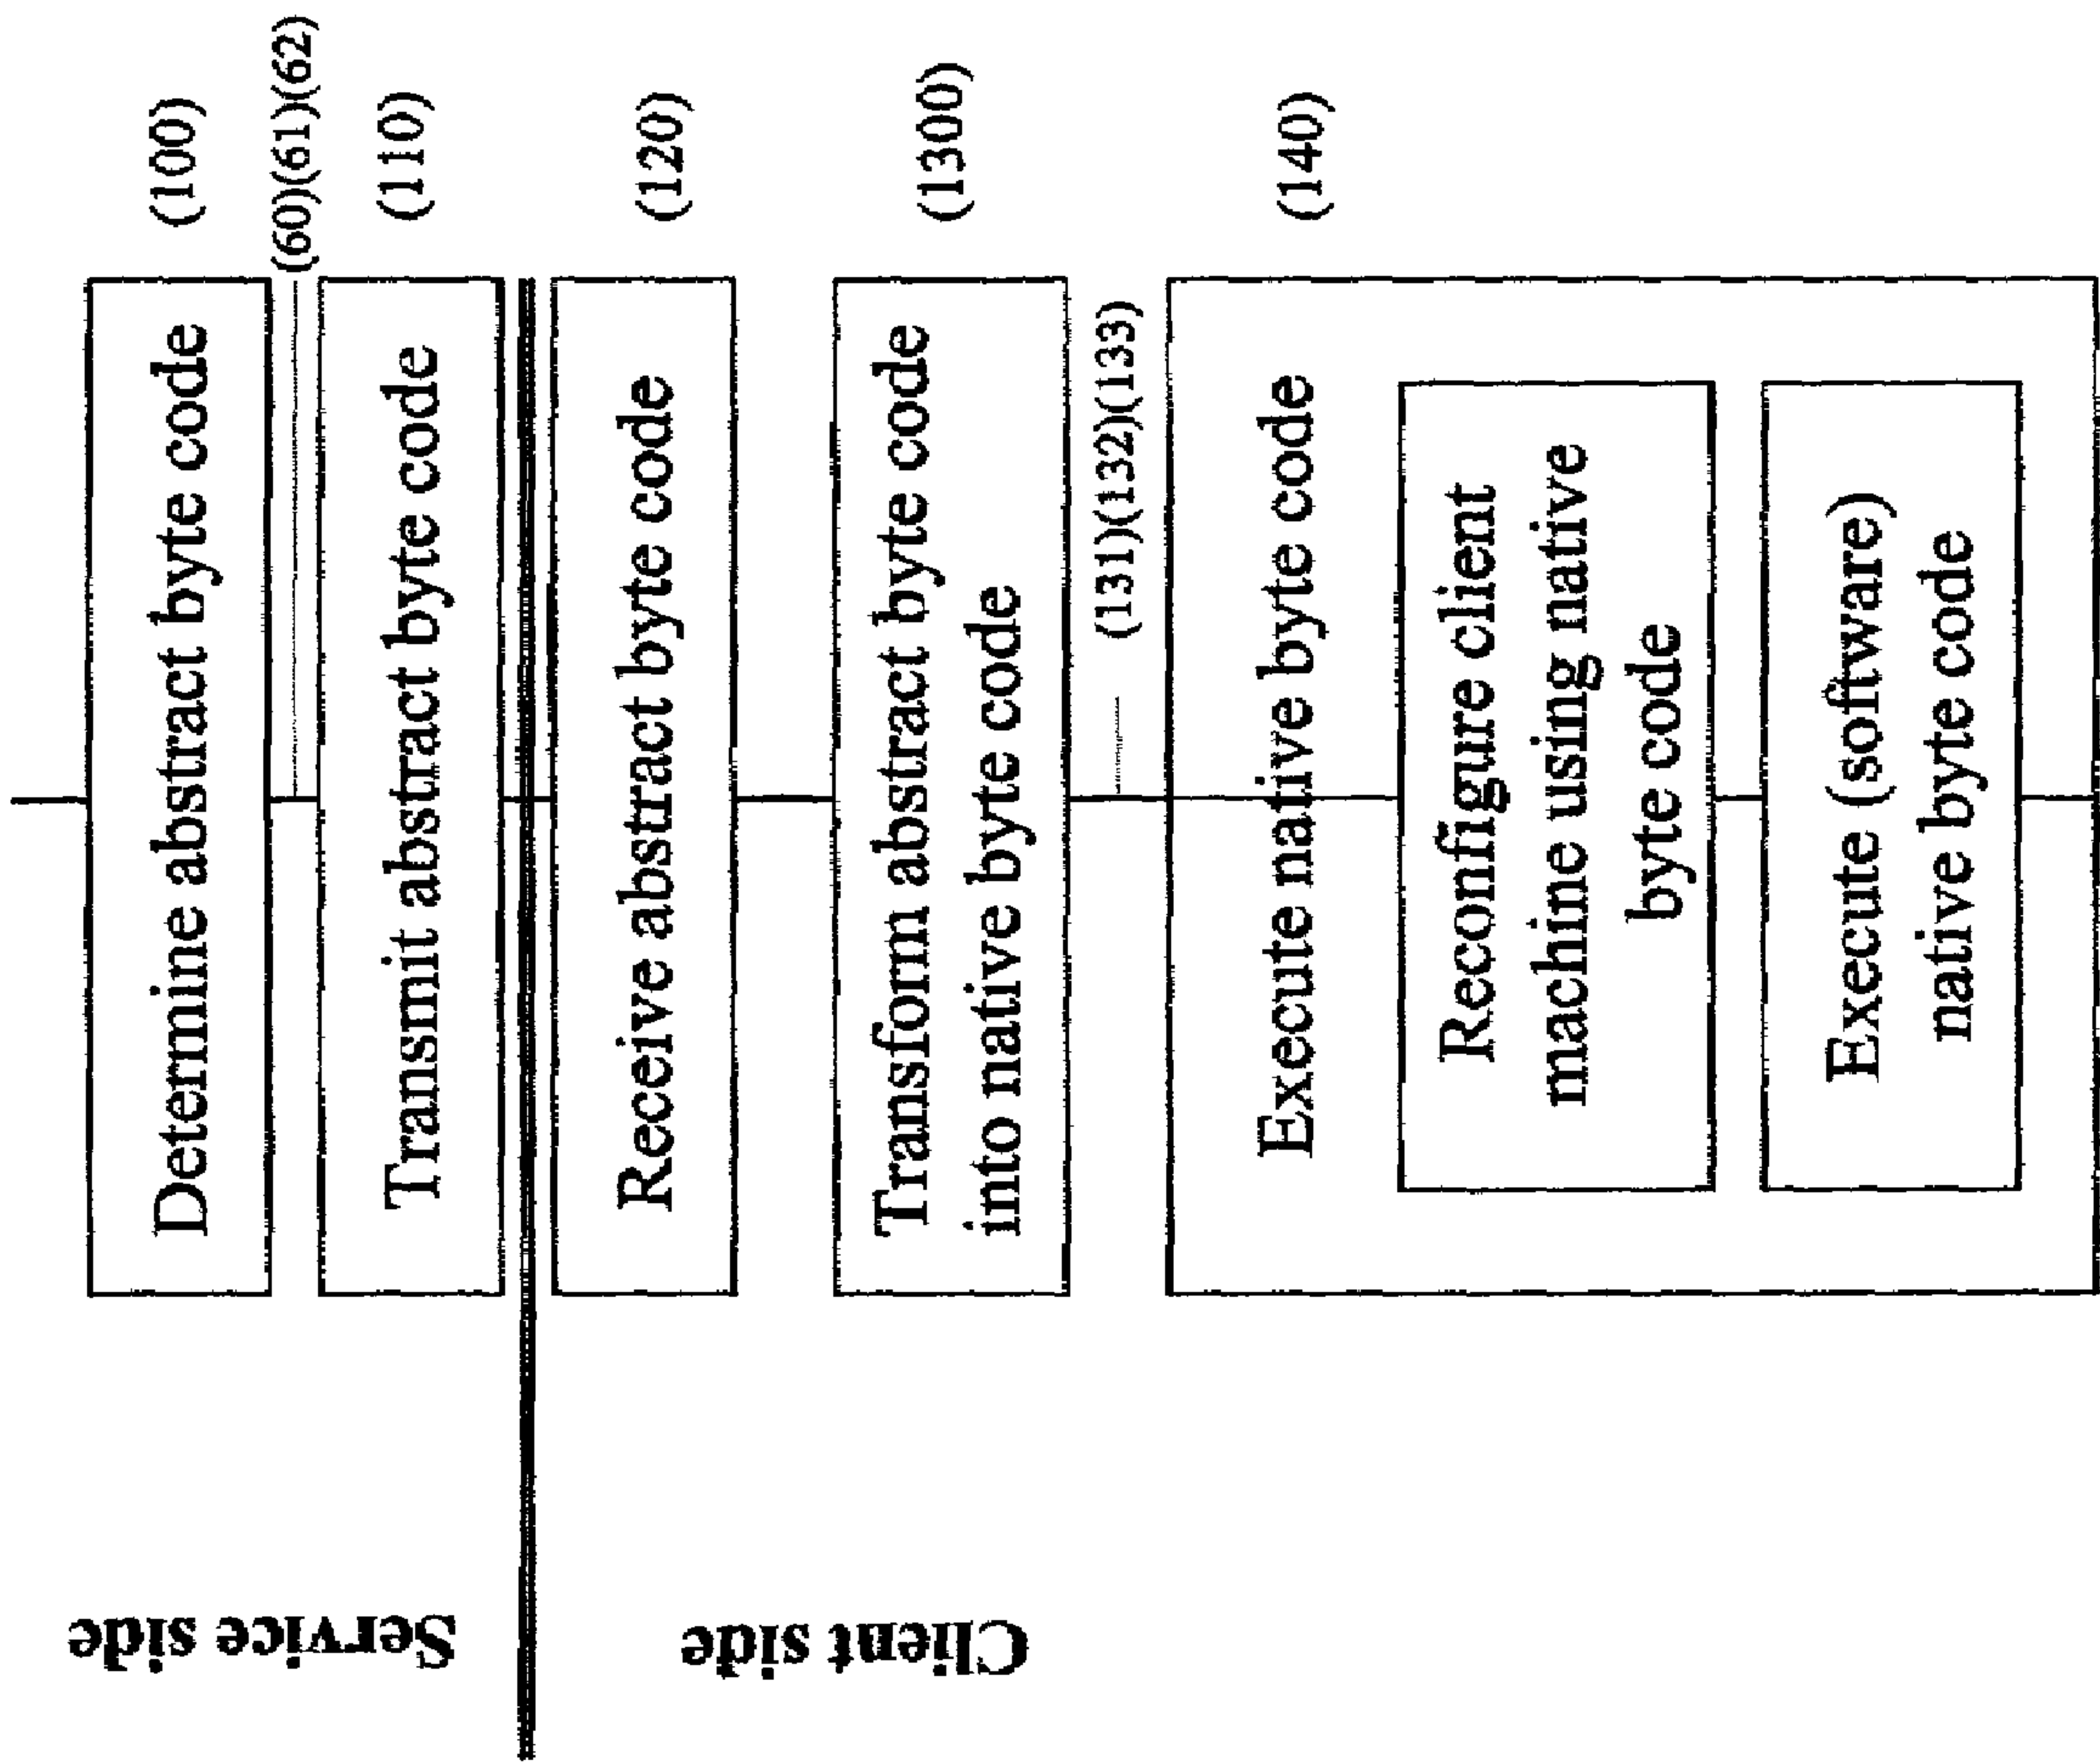 Service side
Determine abstract byte code
(100)
(60)(61)(62)
Transmit abstract byte code
(110)
Client side
Receive abstract byte code
(120)
Transform abstract byte code
into native byte code
(1300)
(131)(132)(133)
Execute native byte code
(140)
Reconfigure client
machine using native
byte code
Execute (software)
native byte code